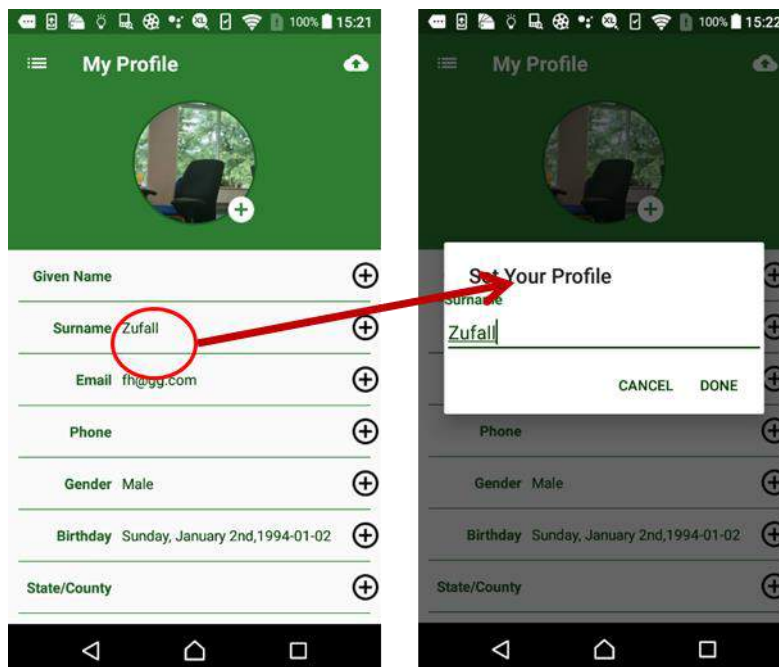 100% 15:21
My Profile
Given Name
Surname Zufall
Email fh@gg.com
Phone
Gender Male
Birthday Sunday, January 2nd,1994-01-02
State/County
100% 15:22
My Profile
Set Your Profile
Surname
Zufall
CANCEL DONE
Phone
Gender Male
Birthday Sunday, January 2nd,1994-01-02
State/County